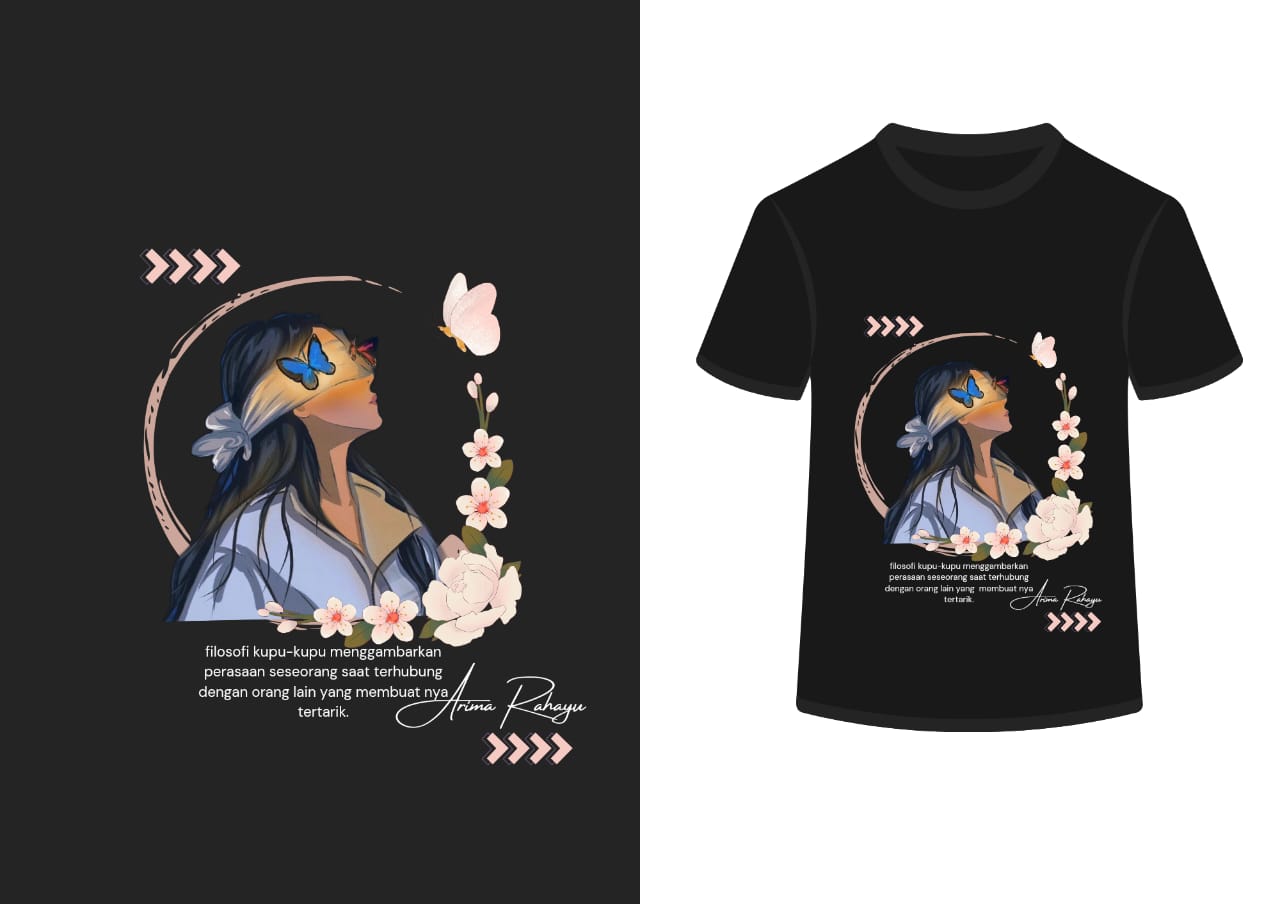 filosofi kupu-kupu menggambarkan
perasaan seseorang saat terhubung
dengan orang lain yang membuat nya
tertarik.
Arima Rahayu
filosofi kupu-kupu menggambarkan
perasaan seseorang saat terhubung
dengan orang lain yang membuat nya
tertarik.
Arima Rahayu